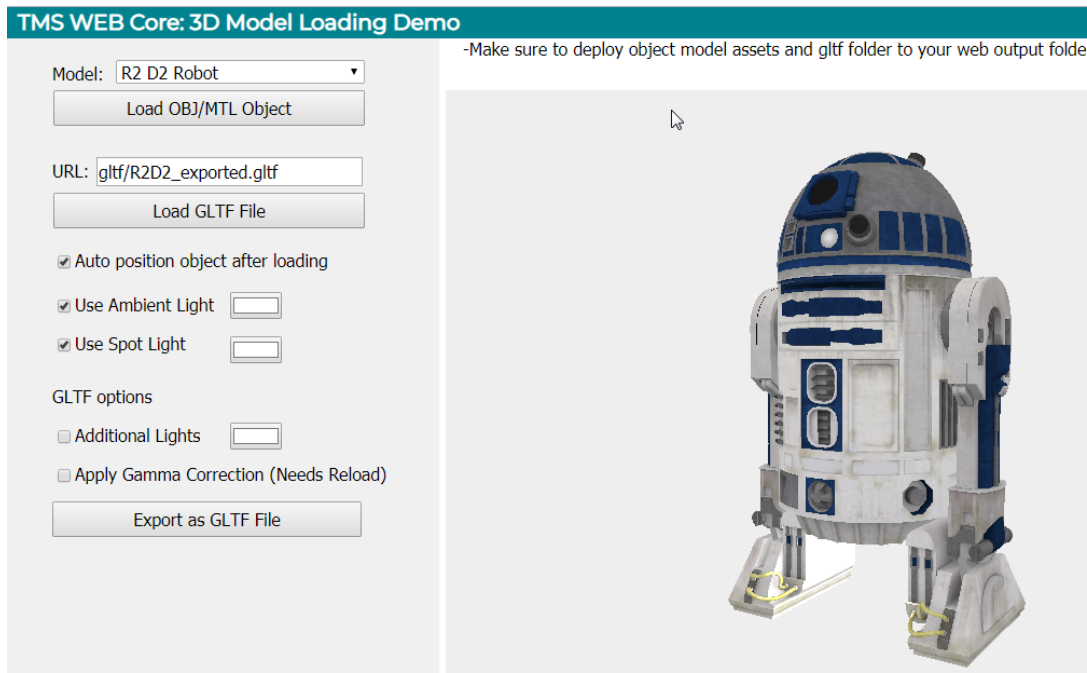 TMS WEB Core: 3D Model Loading Demo
-Make sure to deploy object model assets and gltf folder to your web output folde
Model: R2 D2 Robot
Load OBJ/MTL Object
URL: gltf/R2D2_exported.gltf
Load GLTF File
Auto position object after loading
Use Ambient Light
Use Spot Light
GLTF options
Additional Lights
Apply Gamma Correction (Needs Reload)
Export as GLTF File